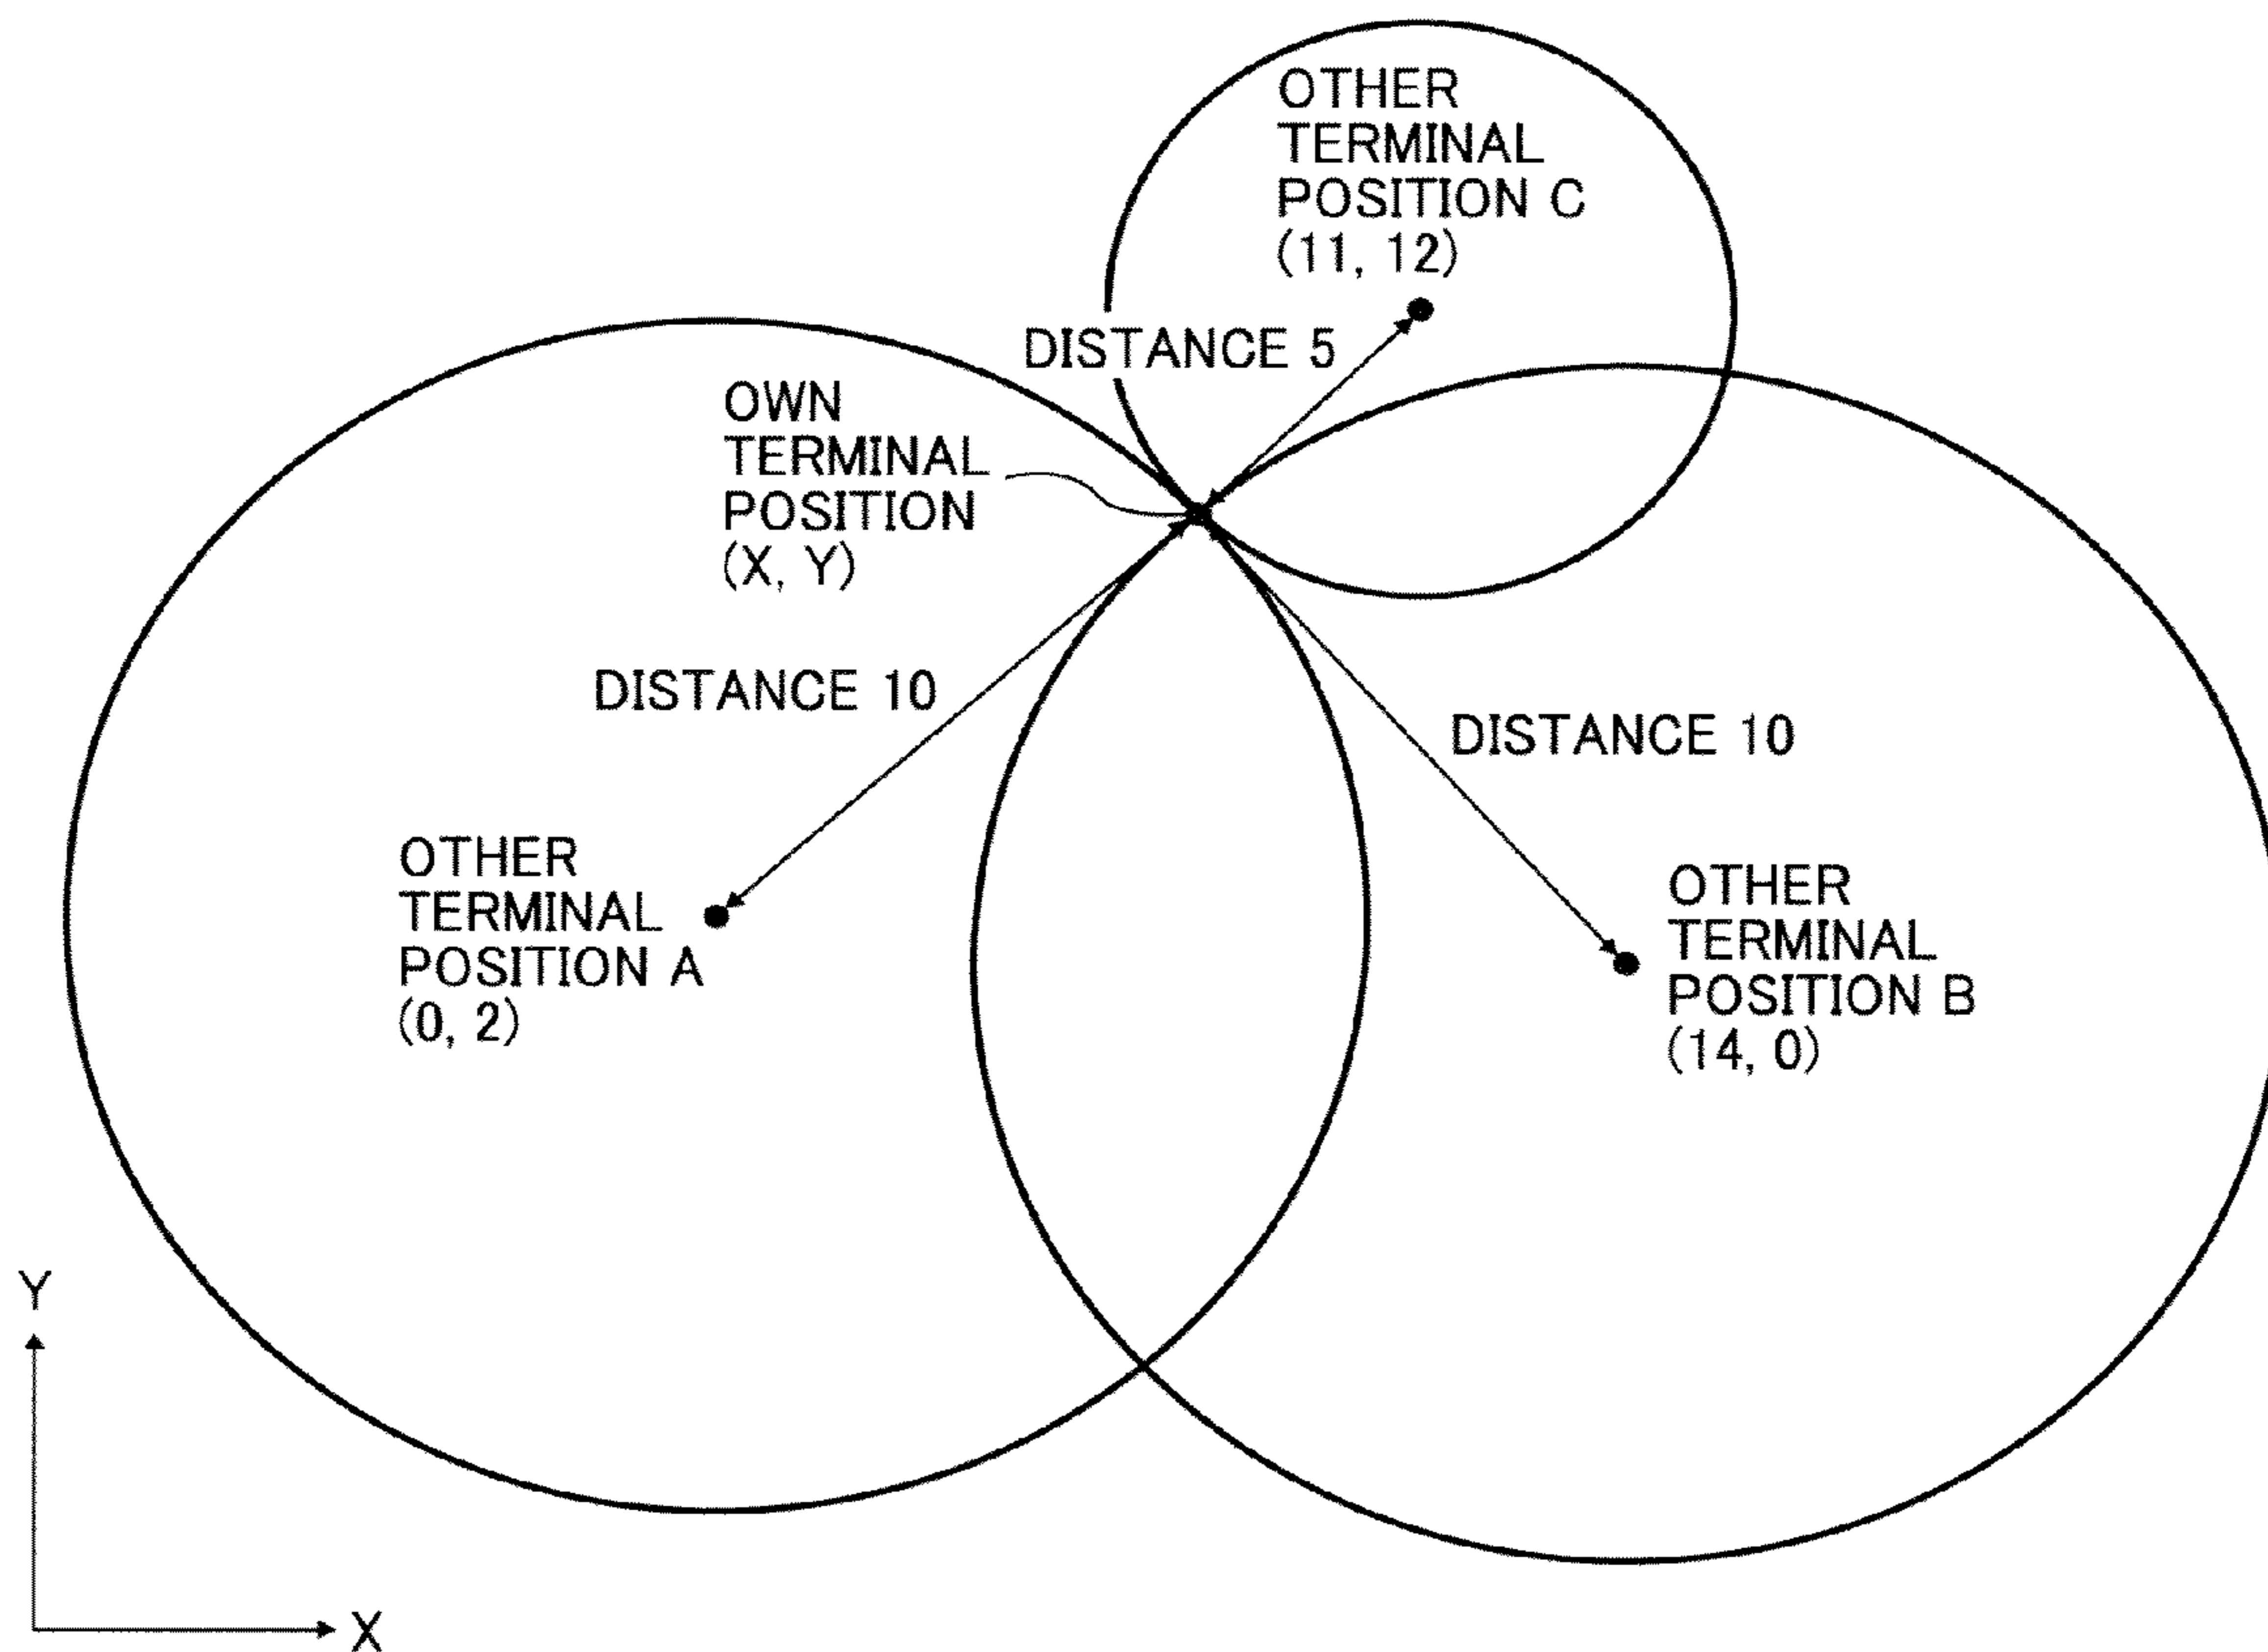 OTHER
TERMINAL
POSITION C
(11, 12)
DISTANCE 5
OWN
TERMINAL
POSITION
(X, Y)
DISTANCE 10
DISTANCE 10
OTHER
TERMINAL
POSITION A
(0, 2)
OTHER
TERMINAL
POSITION B
(14, 0)
Y
X